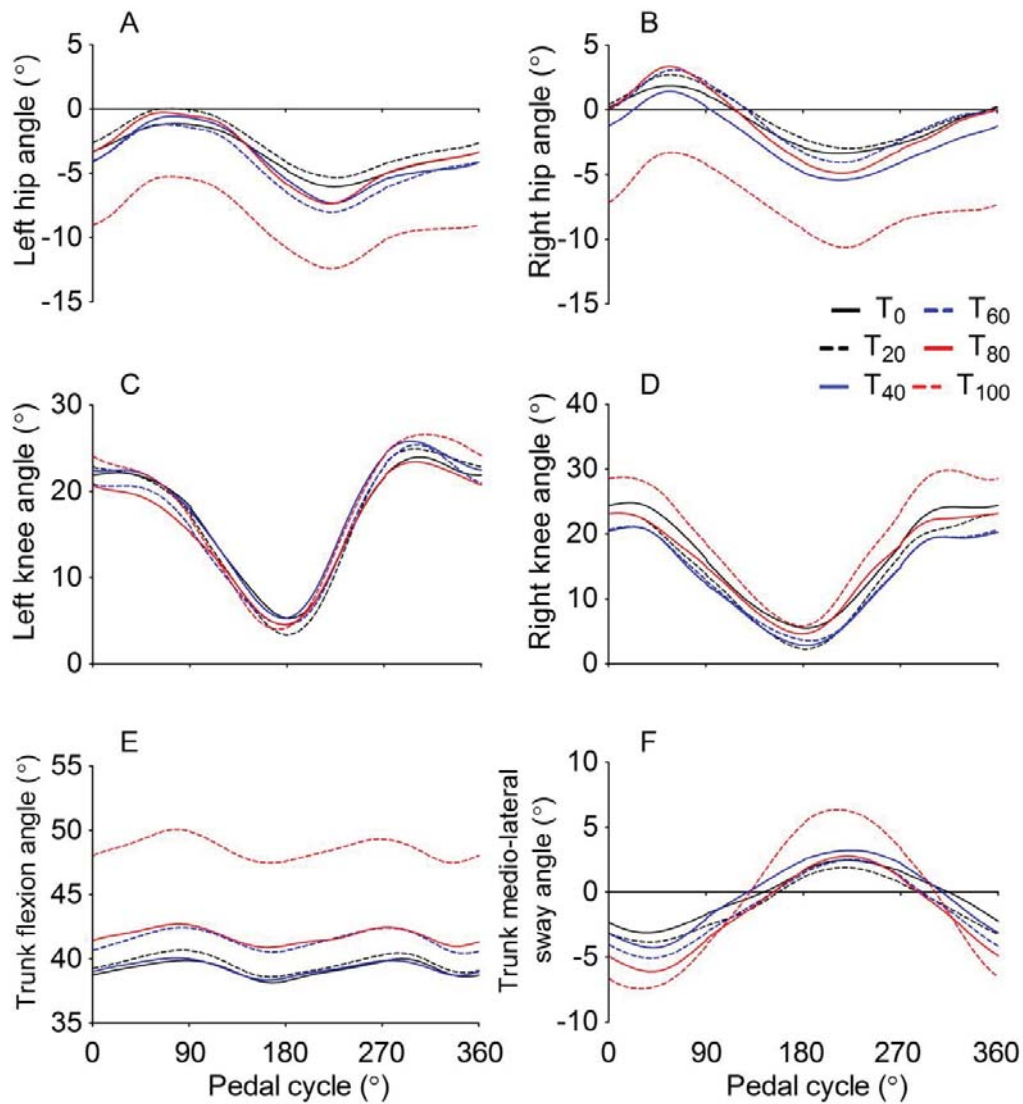 A
Left hip angle (°)
5
0
-5
-10
-15
B
Right hip angle (°)
5
0
-5
-10
-15
T0 T60
T20 T80
T40 T100
C
Left knee angle (°)
30
20
10
0
D
Right knee angle (°)
40
30
20
10
0
E
Trunk flexion angle (°)
55
50
45
40
35
0 90 180 270 360
Pedal cycle (°)
F
Trunk medio-lateral
sway angle (°)
10
5
0
-5
-10
0 90 180 270 360
Pedal cycle (°)